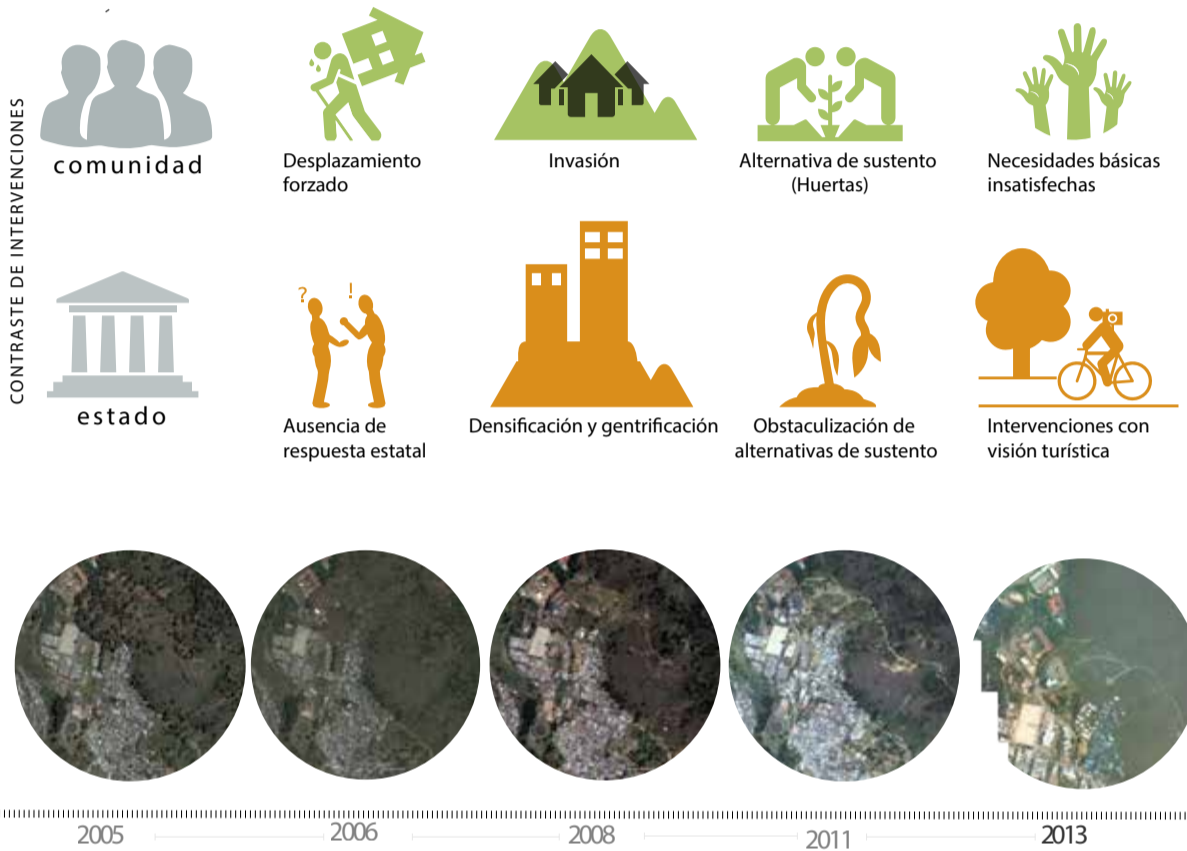 CONTRASTE DE INTERVENCIONES
comunidad
Desplazamiento
forzado
Invasión
Alternativa de sustento
(Huertas)
Necesidades básicas
insatisfechas
estado
?
!
Ausencia de
respuesta estatal
Densificación y gentrificación
Obstaculización de
alternativas de sustento
Intervenciones con
visión turística
2005
2006
2008
2011
2013